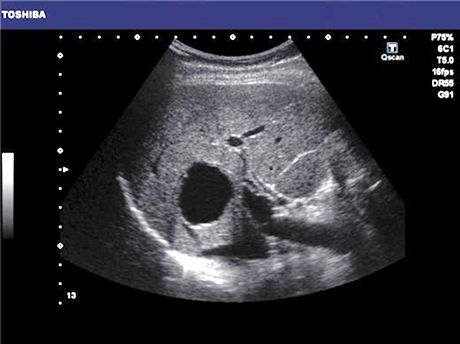 TOSHIBA
P75%
6C1
T5.0
16fps
DR55
G91
T
Qscan
13